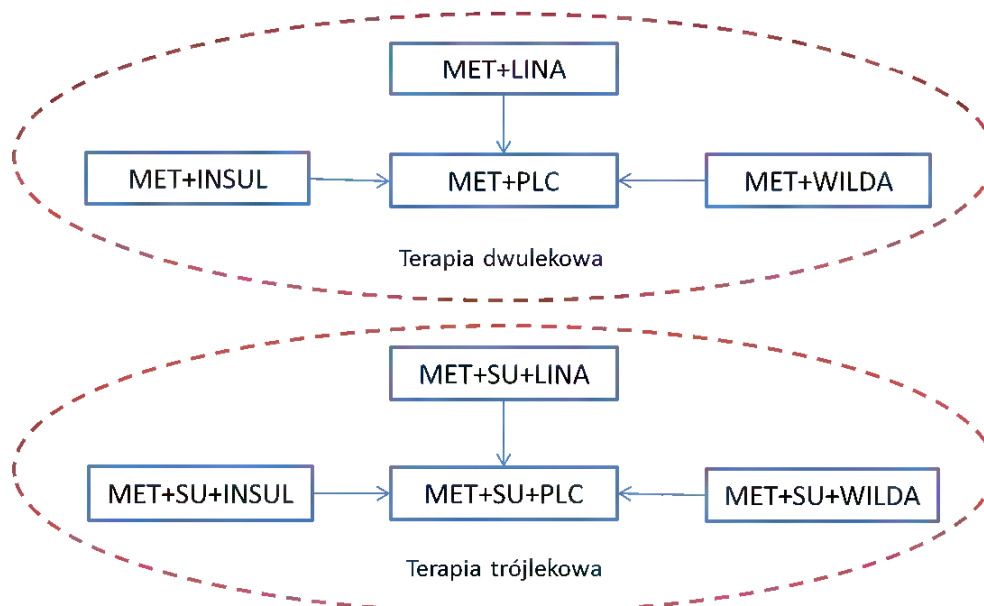 MET+LINA
MET+INSUL
MET+PLC
MET+WILDA
Terapia dwulekowa
MET+SU+LINA
MET+SU+INSUL
MET+SU+PLC
MET+SU+WILDA
Terapia trójlekowa